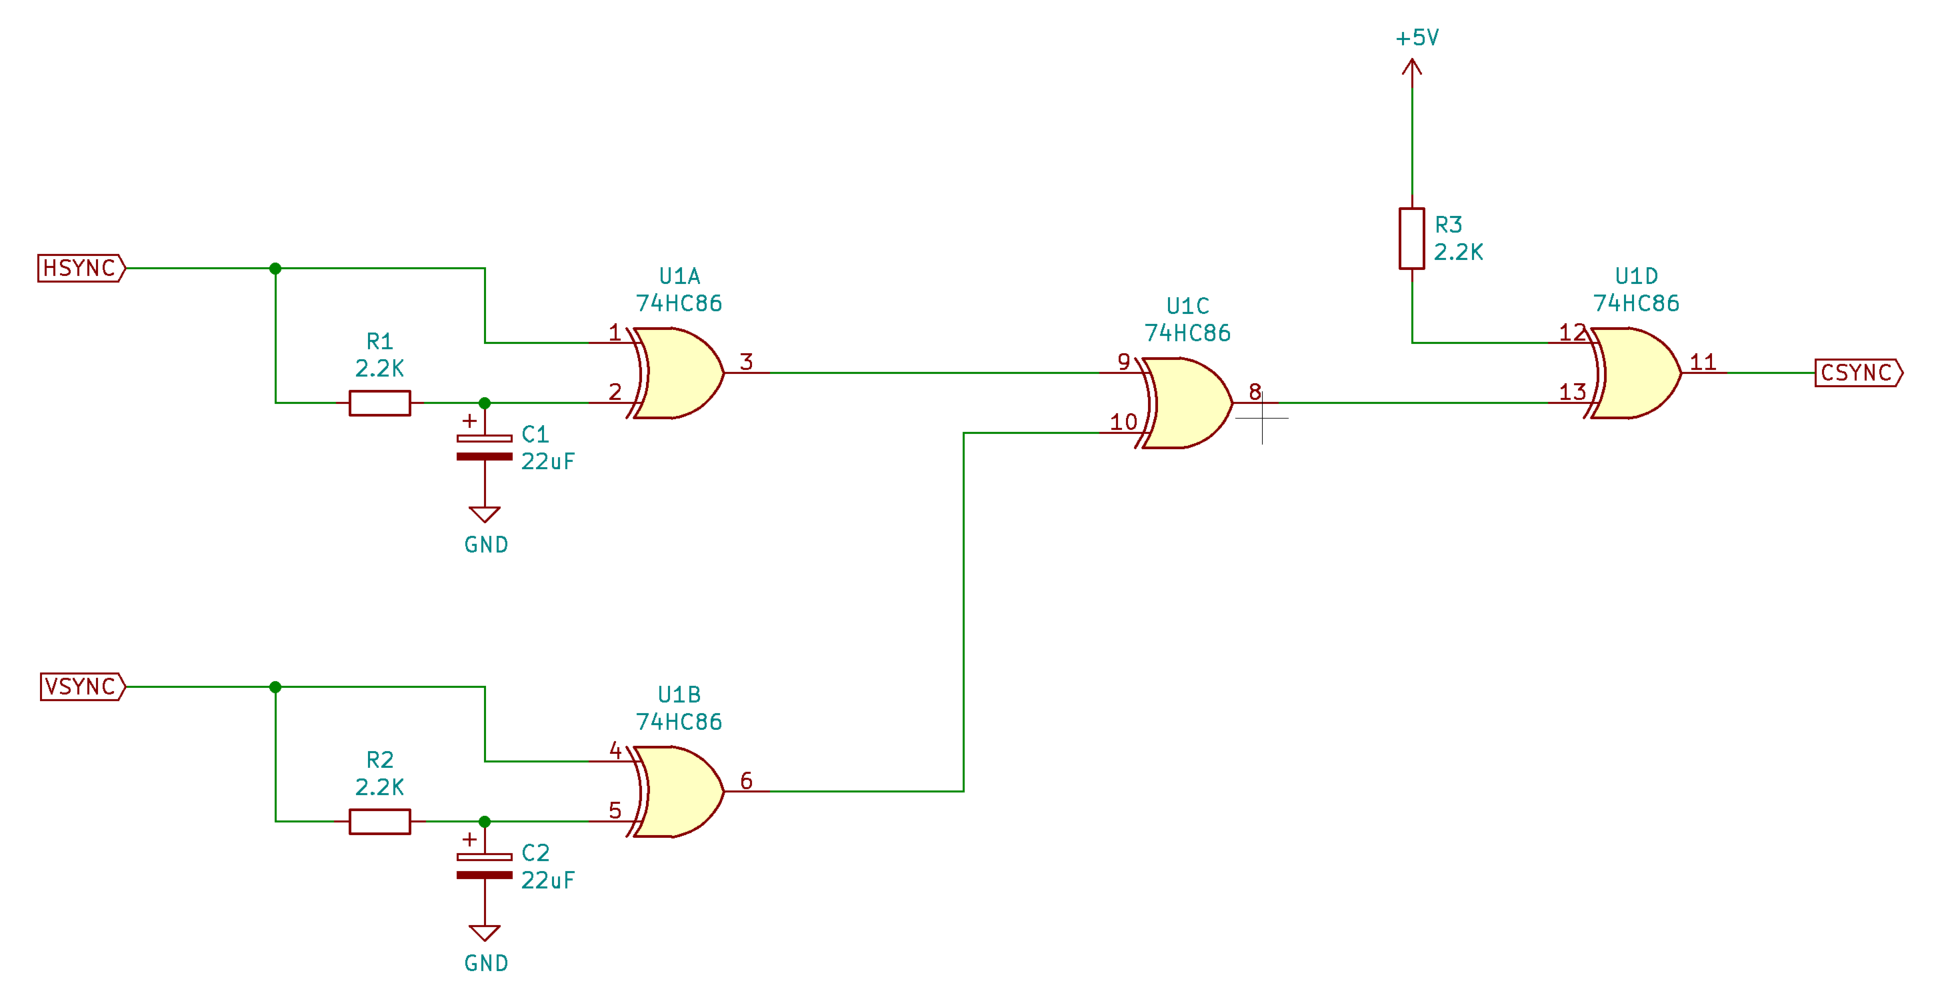 +5V
R3
2.2K
HSYNC
U1A
74HC86
U1D
74HC86
U1C
74HC86
R1
2.2K
1
2
3
9
10
8
12
13
11
CSYNC
+
C1
22uF
GND
VSYNC
U1B
74HC86
R2
2.2K
4
5
6
+
C2
22uF
GND